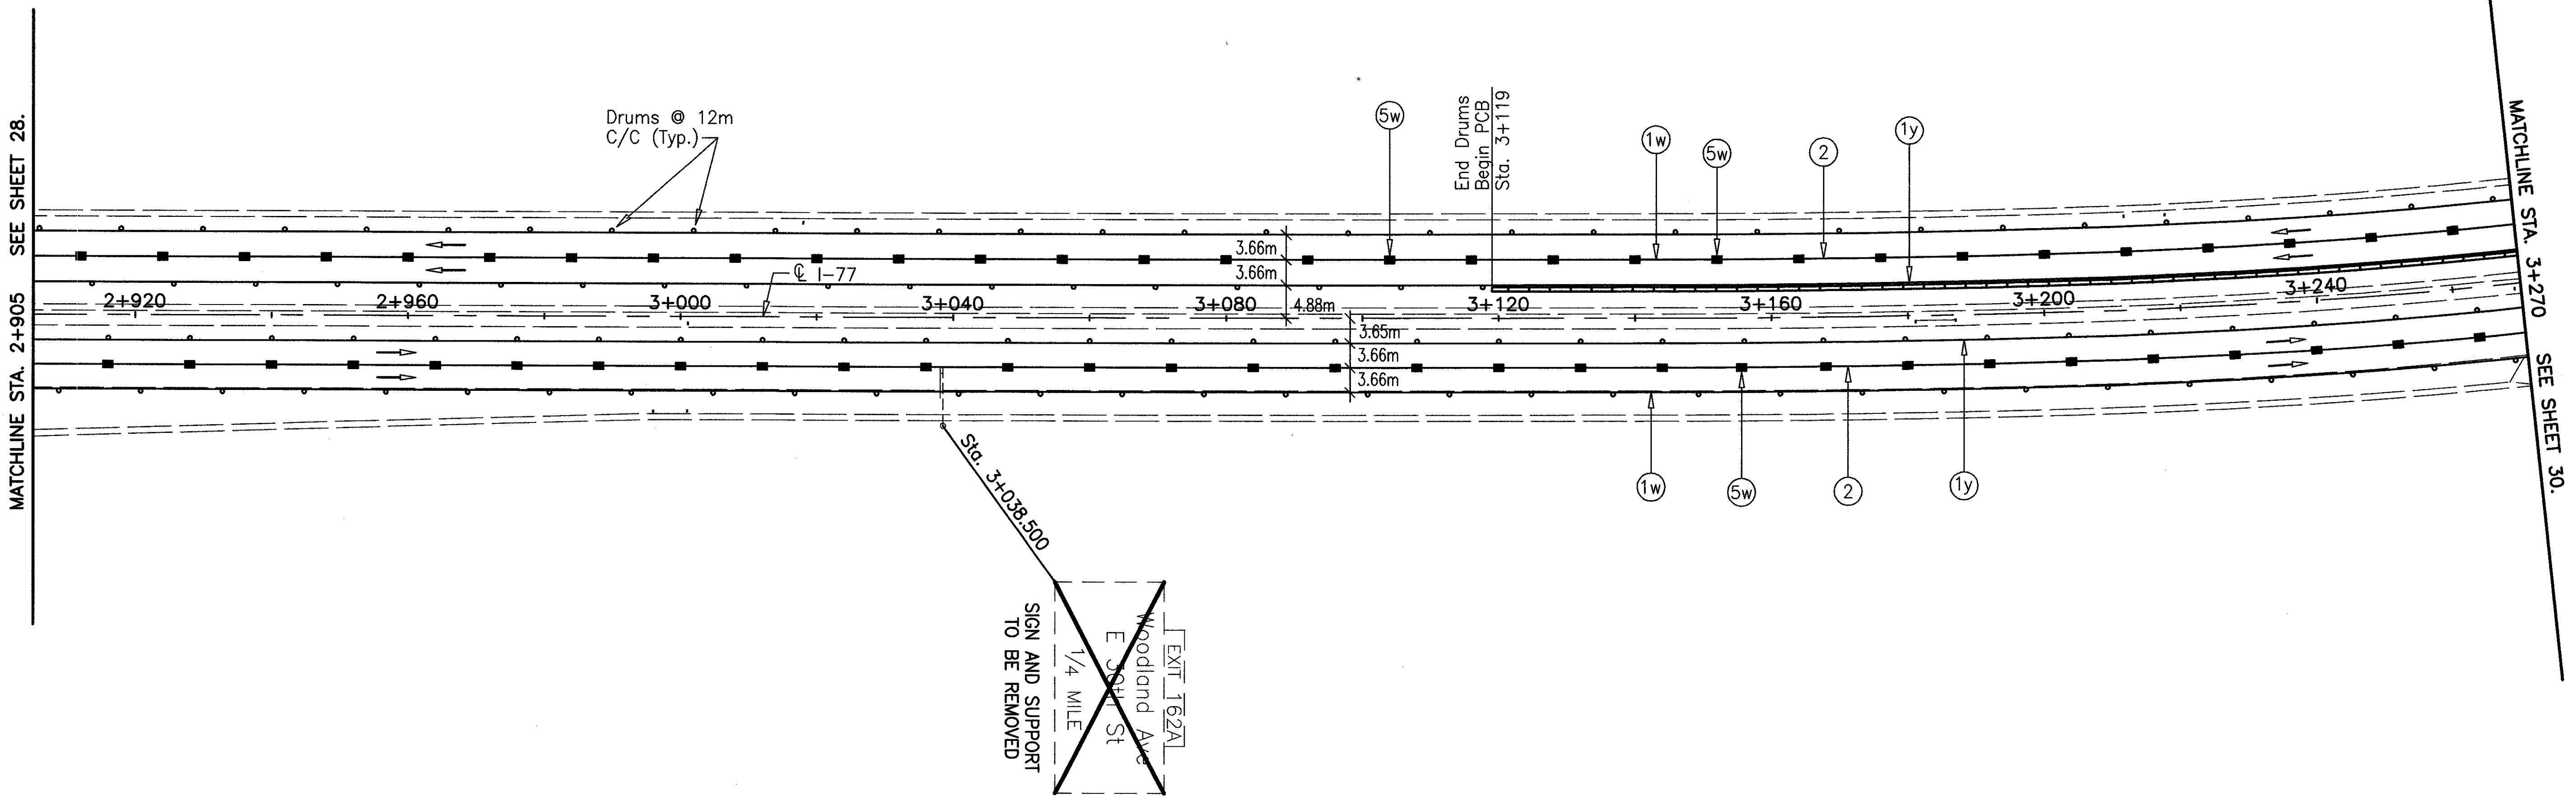 MATCHLINE STA. 2+905 SEE SHEET 28.
Drums @ 12m
C/C (Typ.)
5w
End Drums
Begin PCB
Sta. 3+119
1w
5w
2
1y
MATCHLINE STA. 3+270 SEE SHEET 30.
3.66m
3.66m
4.88m
℄ I-77
2+920
2+960
3+000
3+040
3+080
3+120
3+160
3+200
3+240
3.65m
3.66m
3.66m
1w
5w
2
1y
Sta. 3+038.500
EXIT 162A
Woodland Ave
E 30th St
1/4 MILE
SIGN AND SUPPORT
TO BE REMOVED